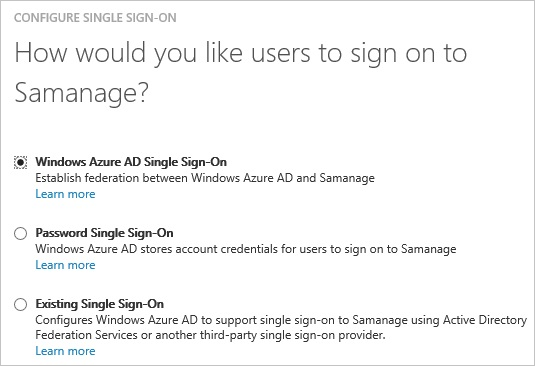 CONFIGURE SINGLE SIGN-ON
How would you like users to sign on to
Samanage?
Windows Azure AD Single Sign-On
Establish federation between Windows Azure AD and Samanage
Learn more
Password Single Sign-On
Windows Azure AD stores account credentials for users to sign on to Samanage
Learn more
Existing Single Sign-On
Configures Windows Azure AD to support single sign-on to Samanage using Active Directory
Federation Services or another third-party single sign-on provider.
Learn more